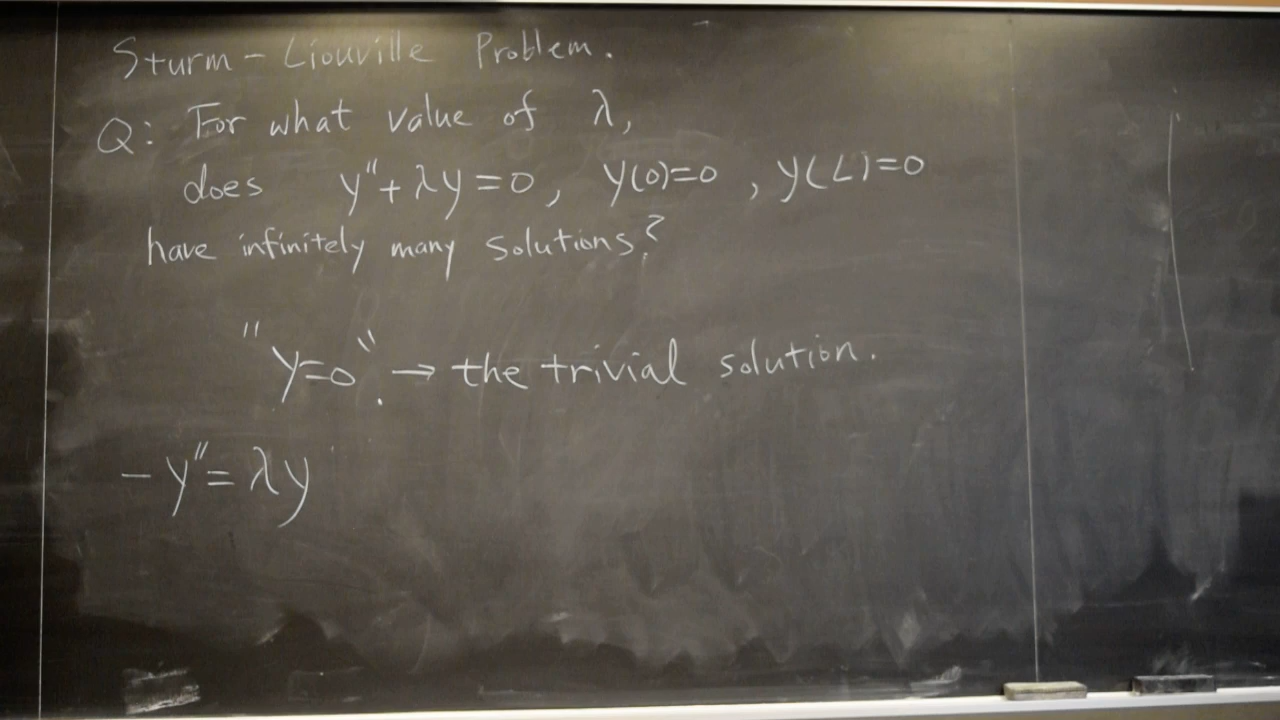 Sturm - Liouville Problem.
Q: For what value of λ,
does y"+λy=0, y(0)=0, y(L)=0
have infinitely many solutions?
"y=0". → the trivial solution.
-y"=λy